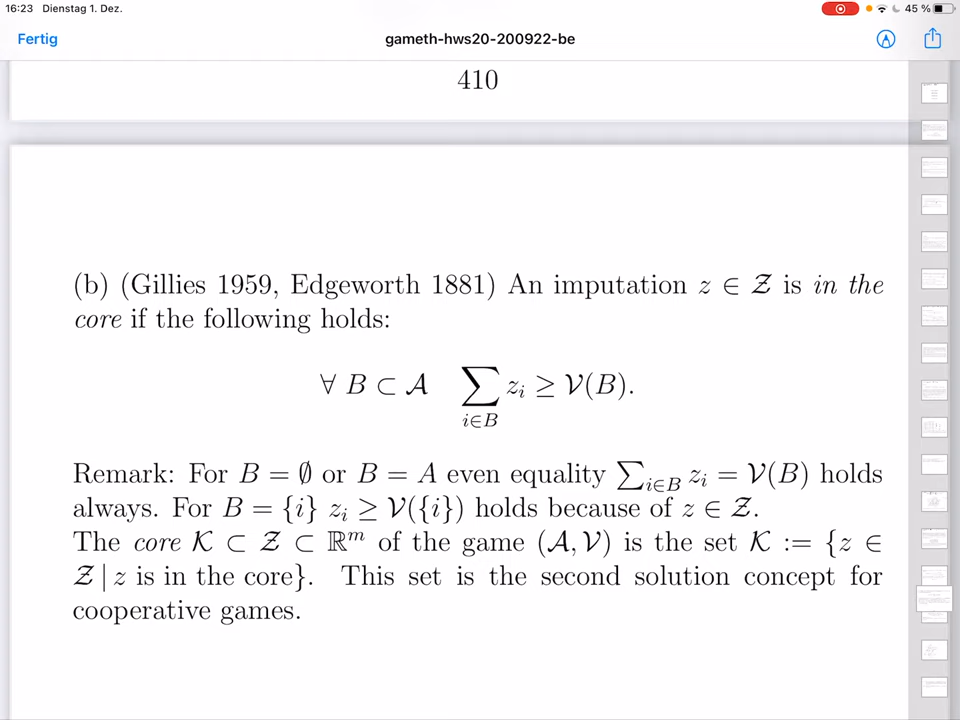 16:23 Dienstag 1. Dez. 45 %
Fertig gameth-hws20-200922-be
410
(b) (Gillies 1959, Edgeworth 1881) An imputation z ∈ 𝒵 is in the
core if the following holds:
∀ B ⊂ 𝒜 ∑_{i∈B} z_i ≥ 𝒱(B).
Remark: For B = ∅ or B = A even equality ∑_{i∈B} z_i = 𝒱(B) holds
always. For B = {i} z_i ≥ 𝒱({i}) holds because of z ∈ 𝒵.
The core 𝒦 ⊂ 𝒵 ⊂ ℝ^m of the game (𝒜, 𝒱) is the set 𝒦 := {z ∈
𝒵 | z is in the core}. This set is the second solution concept for
cooperative games.